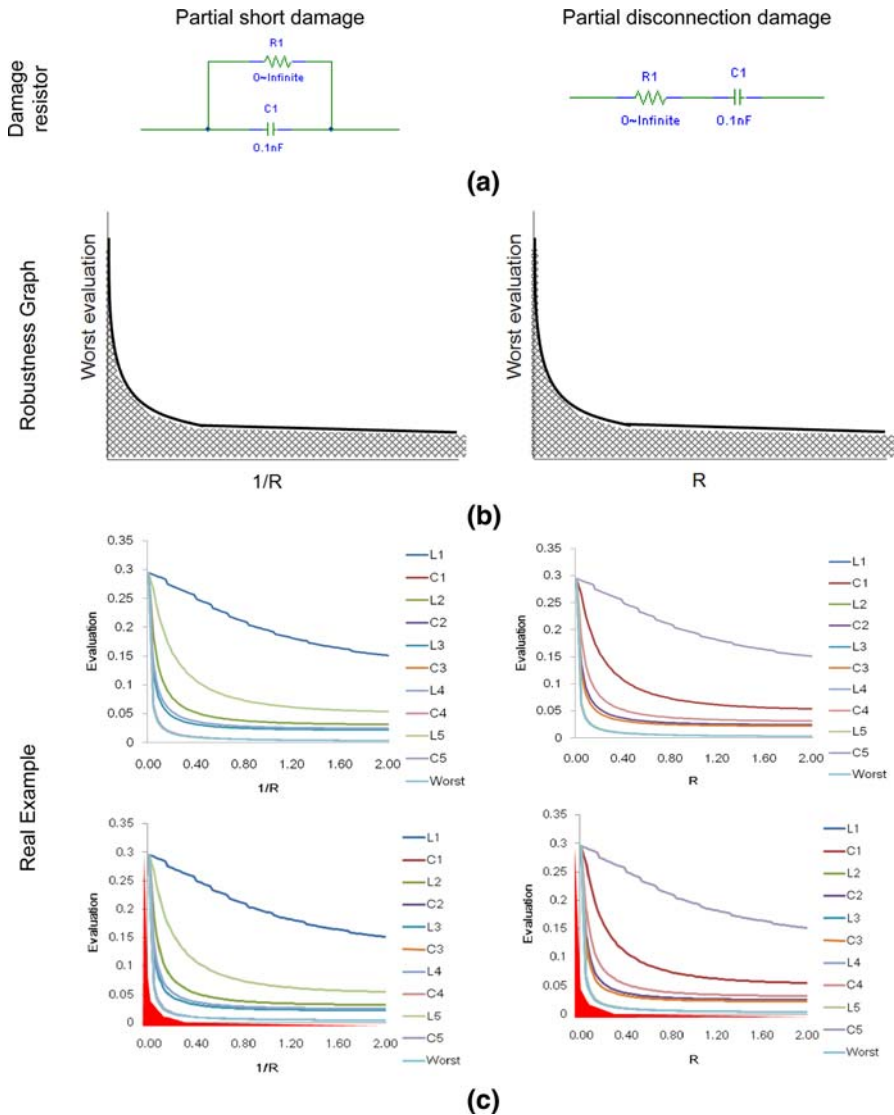 Partial short damage
Partial disconnection damage
Damage
resistor
R1
0~Infinite
C1
0.1nF
R1
0~Infinite
C1
0.1nF
(a)
Robustness Graph
Worst evaluation
1/R
Worst evaluation
R
(b)
Real Example
Evaluation
0.35
0.3
0.25
0.2
0.15
0.1
0.05
0
0.00 0.40 0.80 1.20 1.60 2.00
1/R
L1
C1
L2
C2
L3
C3
L4
C4
L5
C5
Worst
Evaluation
0.35
0.3
0.25
0.2
0.15
0.1
0.05
0
0.00 0.40 0.80 1.20 1.60 2.00
R
L1
C1
L2
C2
L3
C3
L4
C4
L5
C5
Worst
Evaluation
0.35
0.3
0.25
0.2
0.15
0.1
0.05
0
0.00 0.40 0.80 1.20 1.60 2.00
1/R
L1
C1
L2
C2
L3
C3
L4
C4
L5
C5
Worst
Evaluation
0.35
0.3
0.25
0.2
0.15
0.1
0.05
0
0.00 0.40 0.80 1.20 1.60 2.00
R
L1
C1
L2
C2
L3
C3
L4
C4
L5
C5
Worst
(c)